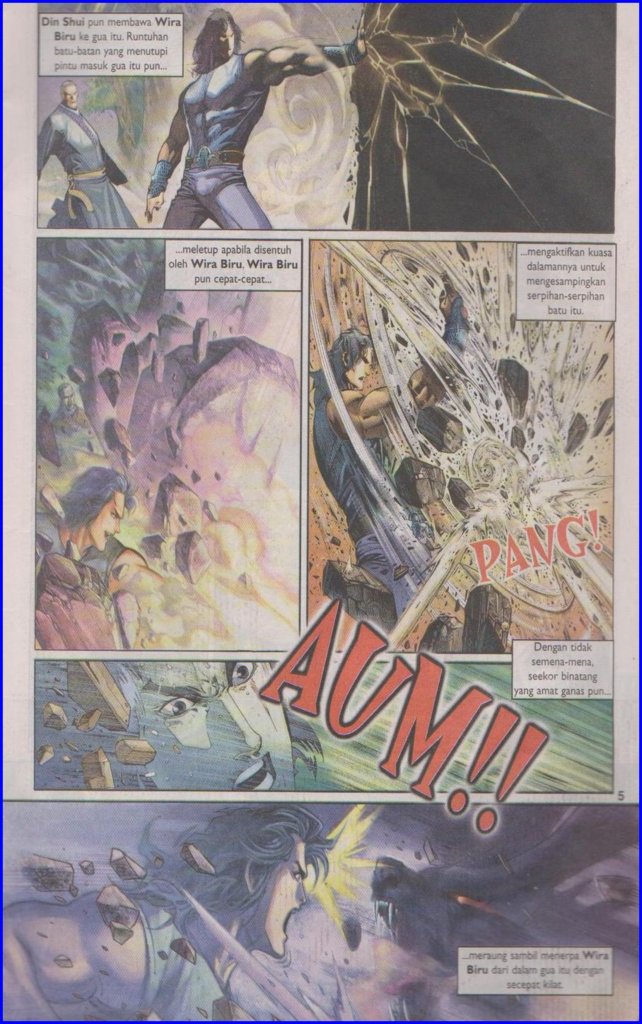 Din Shui pun membawa Wira
Biru ke gua itu. Runtuhan
batu-batan yang menutupi
pintu masuk gua itu pun...
...meletup apabila disentuh
oleh Wira Biru. Wira Biru
pun cepat-cepat...
...mengaktifkan kuasa
dalamannya untuk
mengesampingkan
serpihan-serpihan
batu itu.
PANG!
Dengan tidak
semena-mena,
seekor binatang
yang amat ganas pun...
AUM!!
5
...meraung sambil menerpa Wira
Biru dari dalam gua itu dengan
secepat kilat.